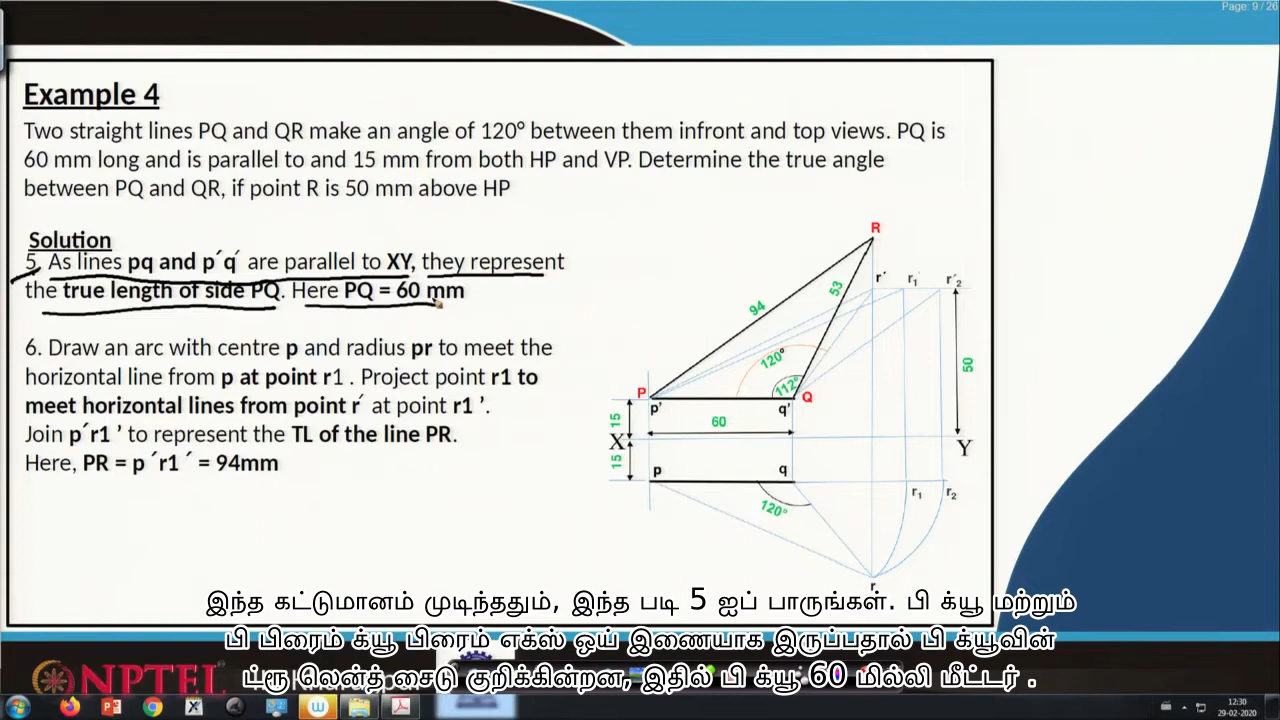 Page: 9 / 26
Example 4
Two straight lines PQ and QR make an angle of 120° between them infront and top views. PQ is
60 mm long and is parallel to and 15 mm from both HP and VP. Determine the true angle
between PQ and QR, if point R is 50 mm above HP
Solution
5. As lines pq and p´q´ are parallel to XY, they represent
the true length of side PQ. Here PQ = 60 mm
6. Draw an arc with centre p and radius pr to meet the
horizontal line from p at point r1 . Project point r1 to
meet horizontal lines from point r´ at point r1 ’.
Join p´r1 ’ to represent the TL of the line PR.
Here, PR = p ´r1 ´ = 94mm
R
r´ r1 r´2
94
53
50
120°
112°
P
Q
p’
q’
15
60
X
Y
15
p
q
r1 r2
120°
r
இந்த கட்டுமானம் முடிந்ததும், இந்த படி 5 ஐப் பாருங்கள். பி க்யூ மற்றும்
பி பிரைம் க்யூ பிரைம் எக்ஸ் ஒய் இணையாக இருப்பதால் பி க்யூவின்
ட்ரூ லென்த் சைடு குறிக்கின்றன, இதில் பி க்யூ 60 மில்லி மீட்டர் .
NPTEL
12:30
29-02-2020